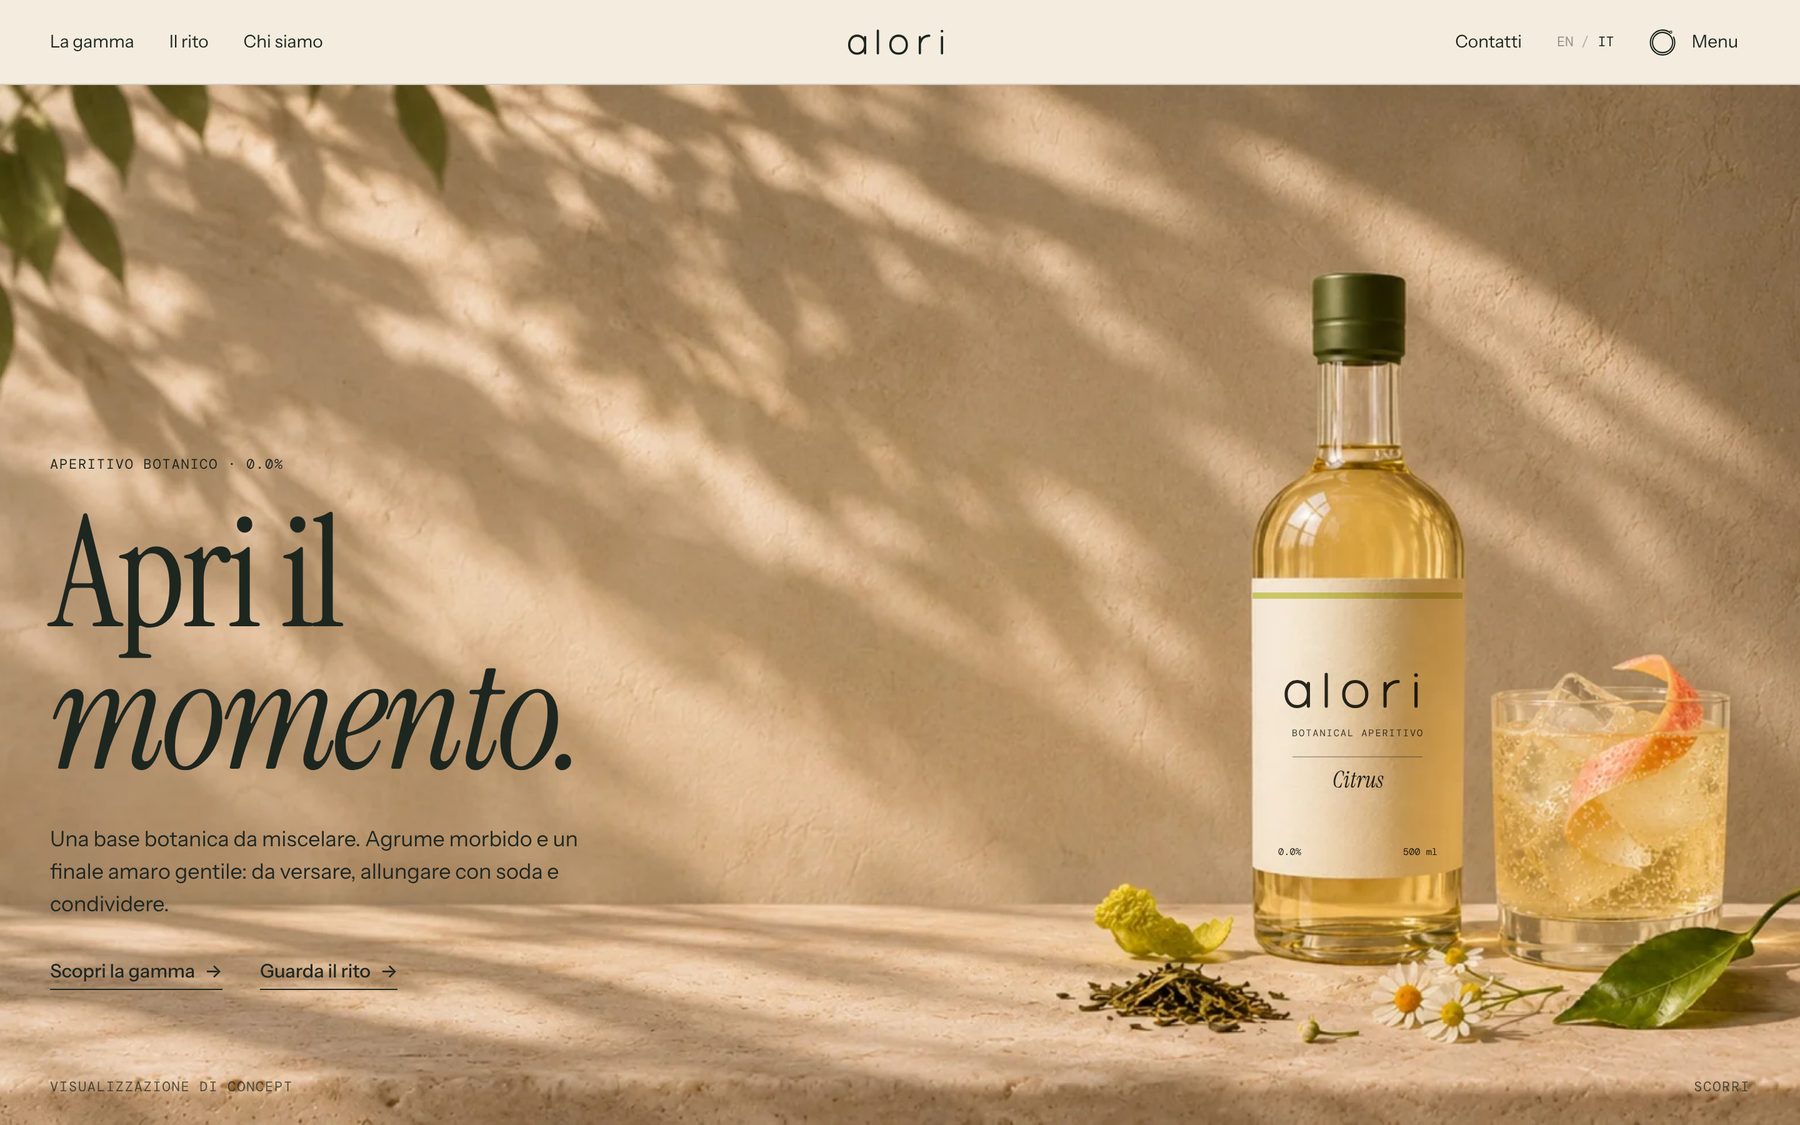 La gamma
Il rito
Chi siamo
alori
Contatti
EN / IT
Menu
APERITIVO BOTANICO · 0.0%
Apri il
momento.
Una base botanica da miscelare. Agrume morbido e un
finale amaro gentile: da versare, allungare con soda e
condividere.
Scopri la gamma →
Guarda il rito →
alori
BOTANICAL APERITIVO
Citrus
0.0%
500 ml
VISUALIZZAZIONE DI CONCEPT
SCORRI